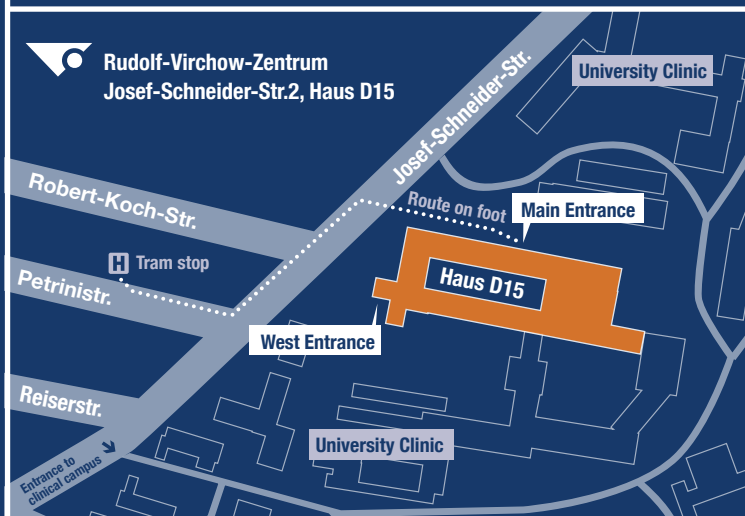 Rudolf-Virchow-Zentrum
Josef-Schneider-Str.2, Haus D15
University Clinic
Josef-Schneider-Str.
Robert-Koch-Str.
Route on foot
Main Entrance
H Tram stop
Petrinistr.
Haus D15
West Entrance
Reiserstr.
University Clinic
Entrance to
clinical campus